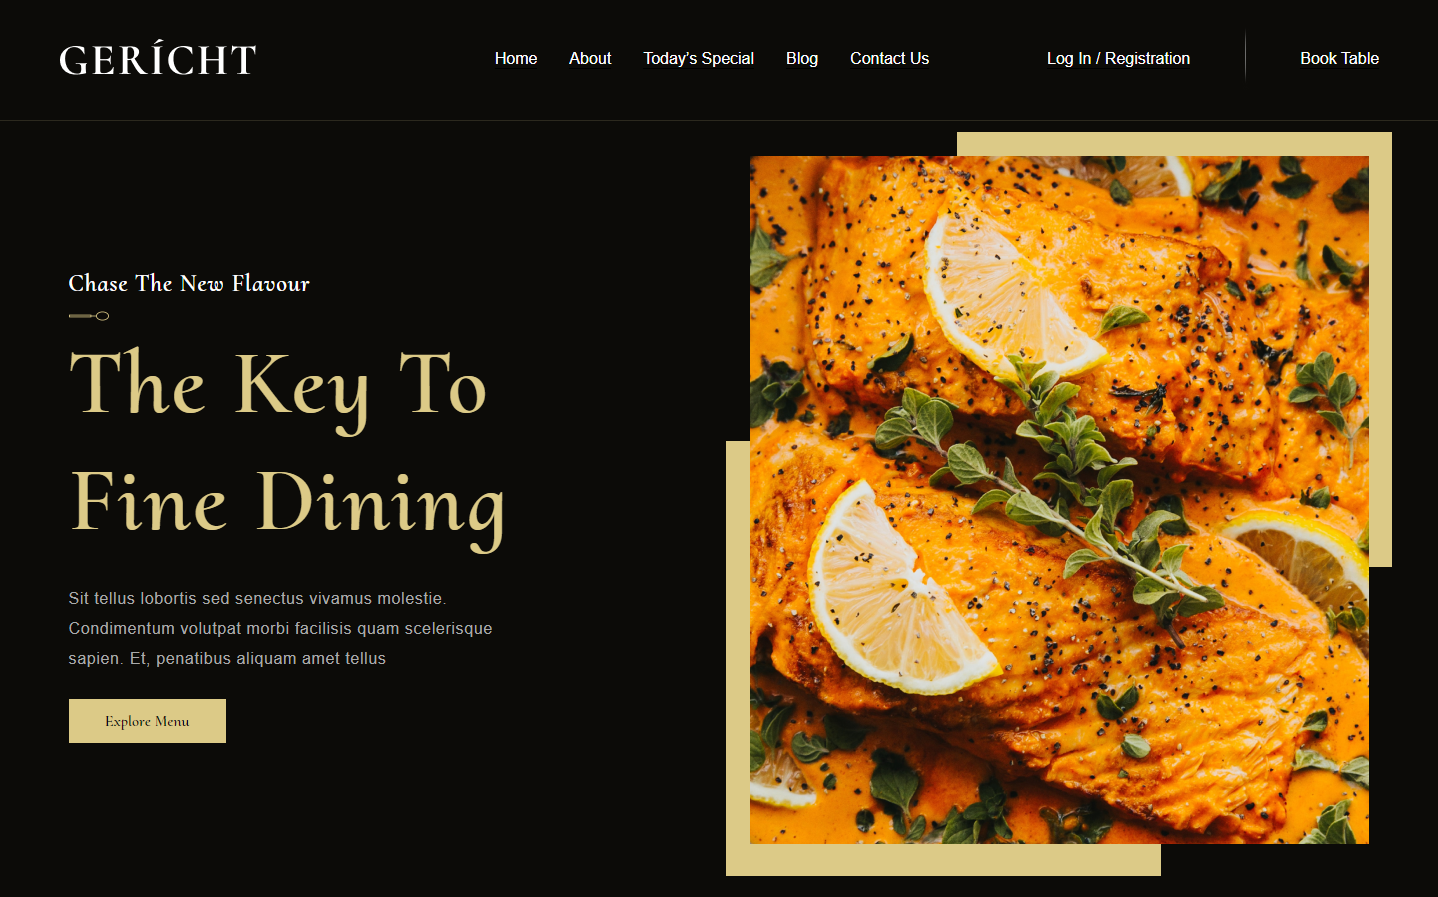 GERÍCHT
Home About Today's Special Blog Contact Us Log In / Registration Book Table
Chase The New Flavour
The Key To
Fine Dining
Sit tellus lobortis sed senectus vivamus molestie.
Condimentum volutpat morbi facilisis quam scelerisque
sapien. Et, penatibus aliquam amet tellus
Explore Menu